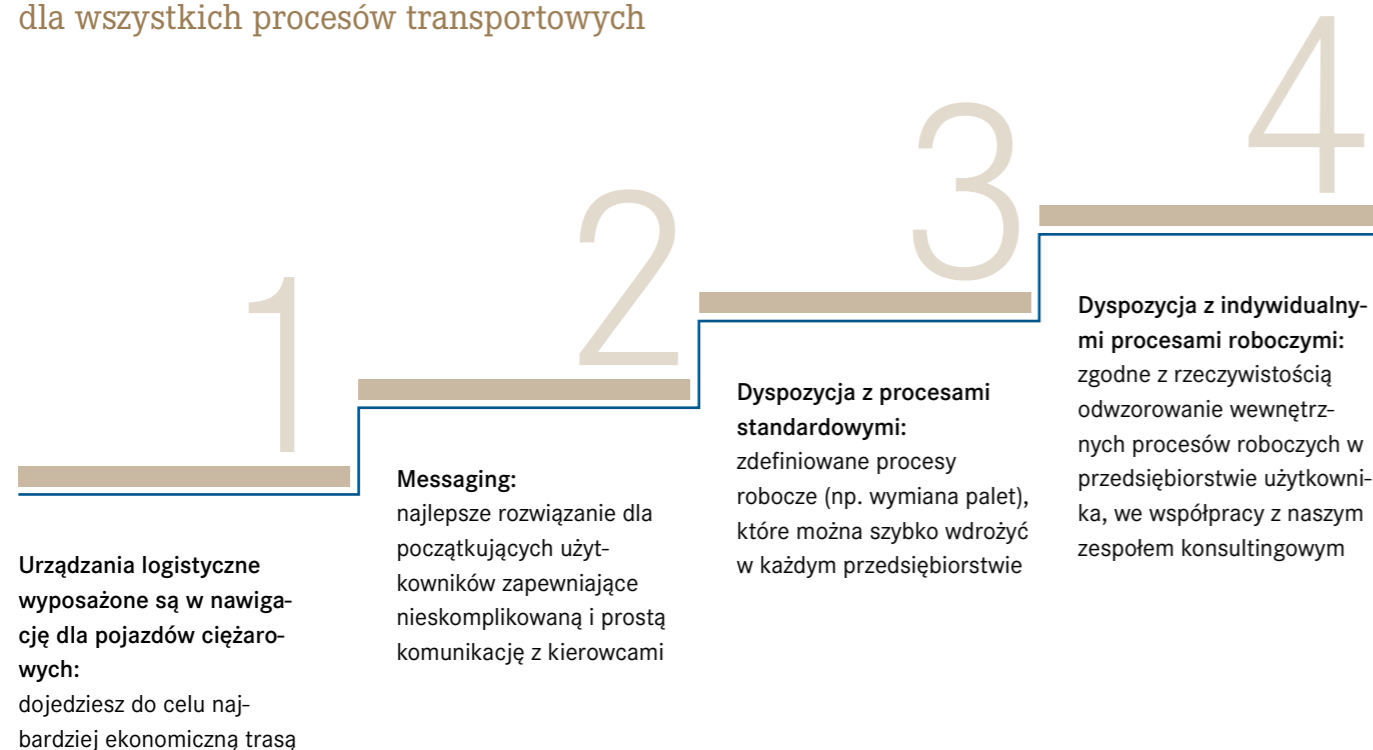 dla wszystkich procesów transportowych
1
Urządzania logistyczne
wyposażone są w nawiga-
cję dla pojazdów ciężaro-
wych:
dojedziesz do celu naj-
bardziej ekonomiczną trasą
2
Messaging:
najlepsze rozwiązanie dla
początkujących użyt-
kowników zapewniające
nieskomplikowaną i prostą
komunikację z kierowcami
3
Dyspozycja z procesami
standardowymi:
zdefiniowane procesy
robocze (np. wymiana palet),
które można szybko wdrożyć
w każdym przedsiębiorstwie
4
Dyspozycja z indywidualny-
mi procesami roboczymi:
zgodne z rzeczywistością
odwzorowanie wewnętrz-
nych procesów roboczych w
przedsiębiorstwie użytkowni-
ka, we współpracy z naszym
zespołem konsultingowym